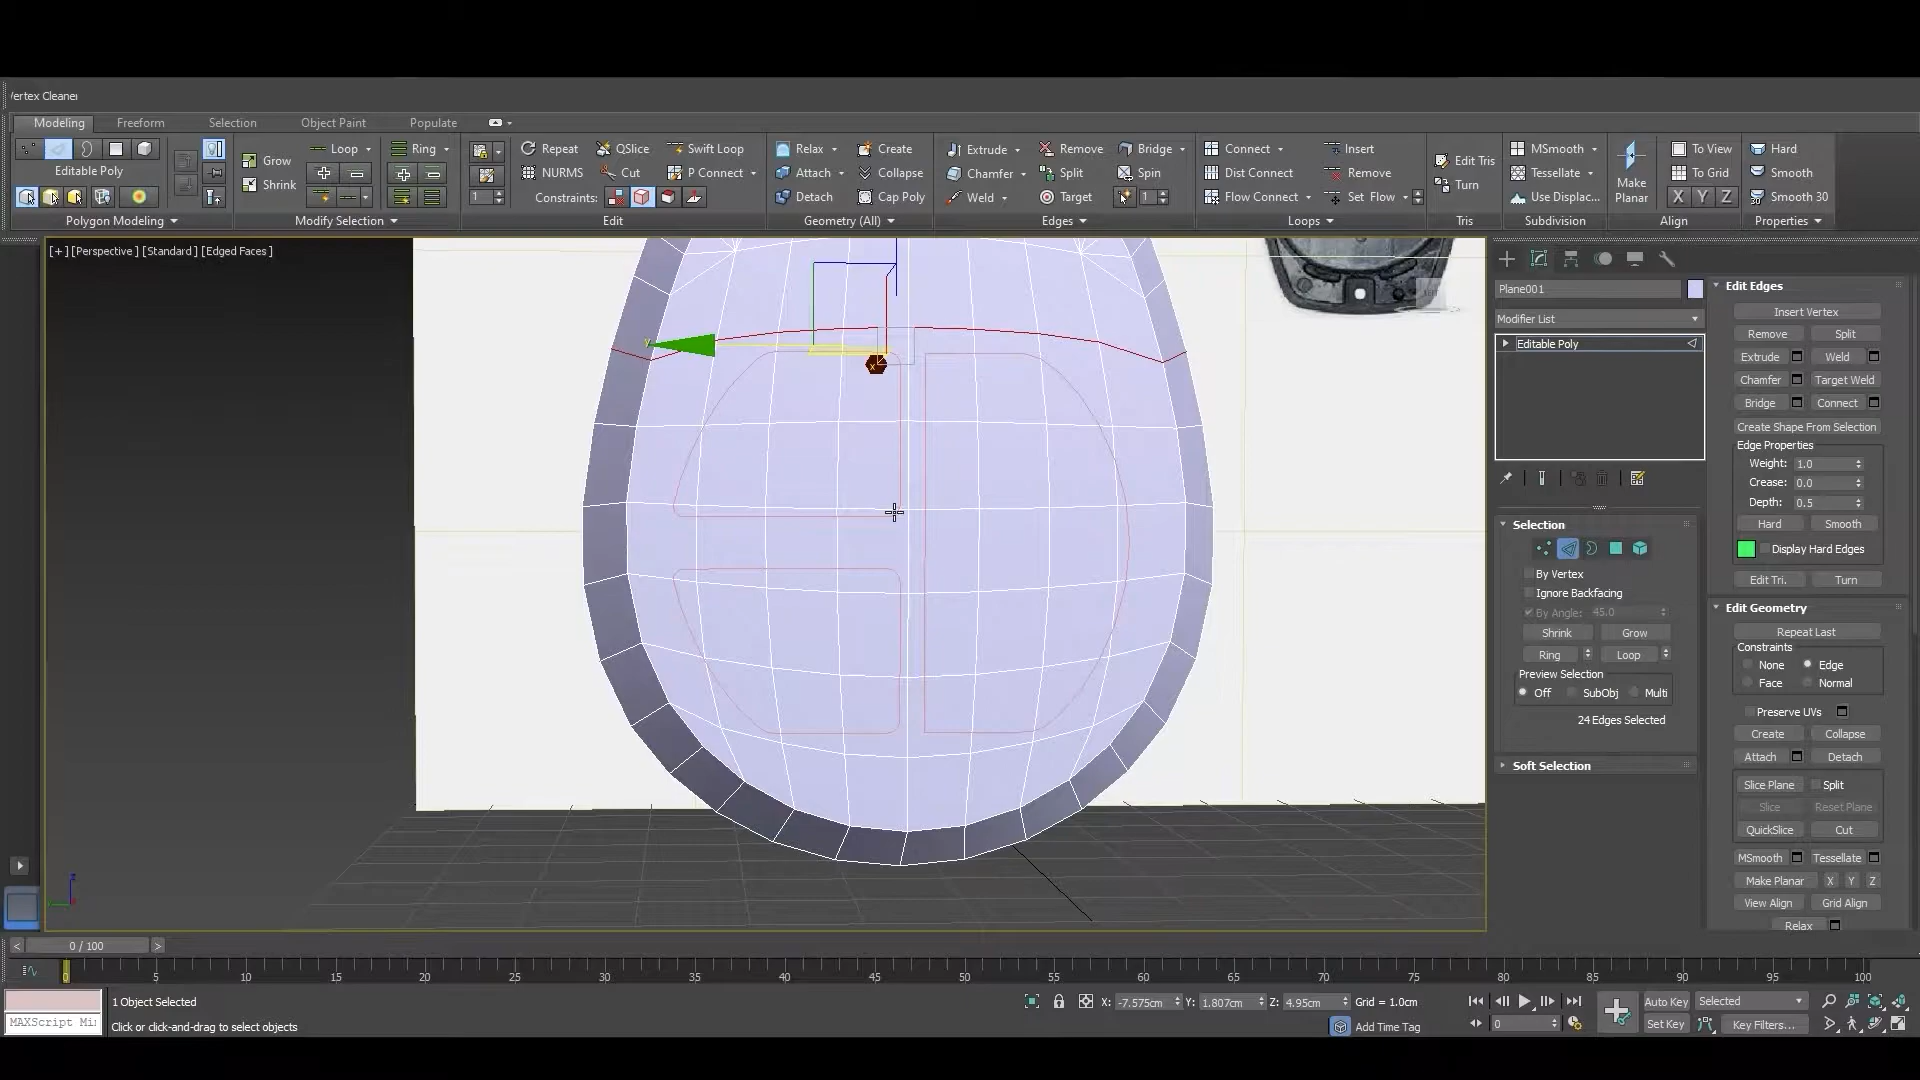 /ertex Cleaner
Modeling Freeform Selection Object Paint Populate
Loop Ring Repeat QSlice Swift Loop Relax Create Extrude Remove Bridge Connect Insert MSmooth To View Hard
Editable Poly Grow NURMS Cut P Connect Attach Collapse Chamfer Split Spin Dist Connect Remove Edit Tris Tessellate Make Planar To Grid Smooth
Shrink 1 Constraints: Detach Cap Poly Weld Target 1 Flow Connect Set Flow Turn Use Displac... X Y Z 30 Smooth 30
Polygon Modeling Modify Selection Edit Geometry (All) Edges Loops Tris Subdivision Align Properties
[+] [Perspective ] [Standard ] [Edged Faces ]
Plane001
Modifier List
Editable Poly
Selection
By Vertex
Ignore Backfacing
By Angle: 45.0
Shrink Grow
Ring Loop
Preview Selection
Off SubObj Multi
24 Edges Selected
Soft Selection
Edit Edges
Insert Vertex
Remove Split
Extrude Weld
Chamfer Target Weld
Bridge Connect
Create Shape From Selection
Edge Properties
Weight: 1.0
Crease: 0.0
Depth: 0.5
Hard Smooth
Display Hard Edges
Edit Tri. Turn
Edit Geometry
Repeat Last
Constraints
None Edge
Face Normal
Preserve UVs
Create Collapse
Attach Detach
Slice Plane Split
Slice Reset Plane
QuickSlice Cut
MSmooth Tessellate
Make Planar X Y Z
View Align Grid Align
Relax
y
x
z
< 0 / 100 >
0 5 10 15 20 25 30 35 40 45 50 55 60 65 70 75 80 85 90 95 100
1 Object Selected X: -7.575cm Y: 1.807cm Z: 4.95cm Grid = 1.0cm Auto Key Selected
MAXScript Mi Click or click-and-drag to select objects Add Time Tag 0 Set Key Key Filters...